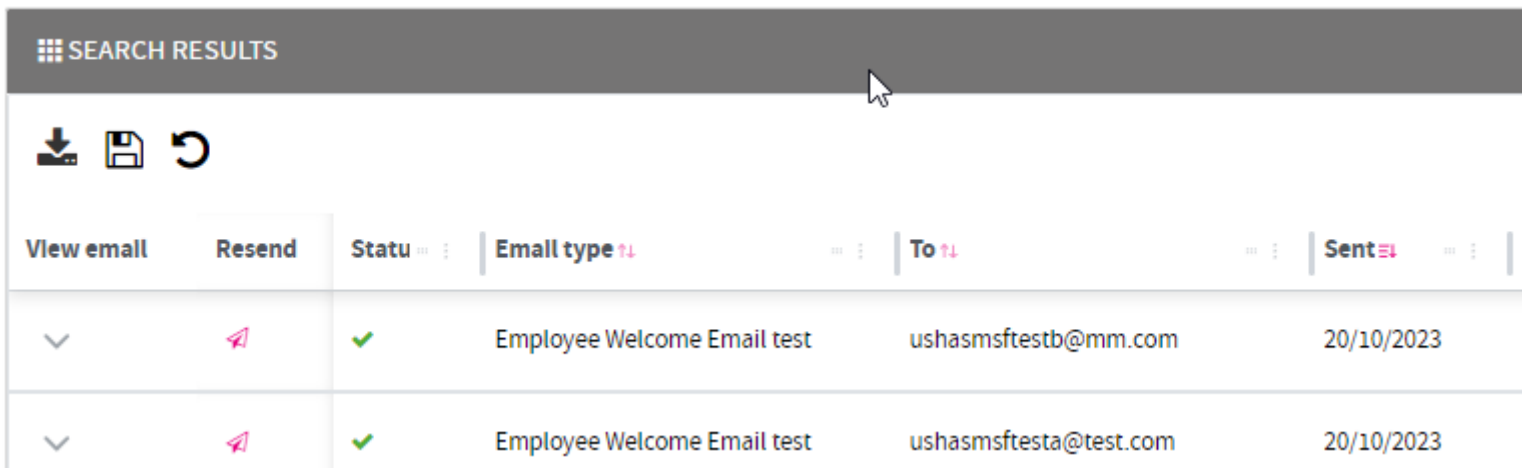 SEARCH RESULTS
View email Resend Statu Email type To Sent
Employee Welcome Email test ushasmsftestb@mm.com 20/10/2023
Employee Welcome Email test ushasmsftesta@test.com 20/10/2023